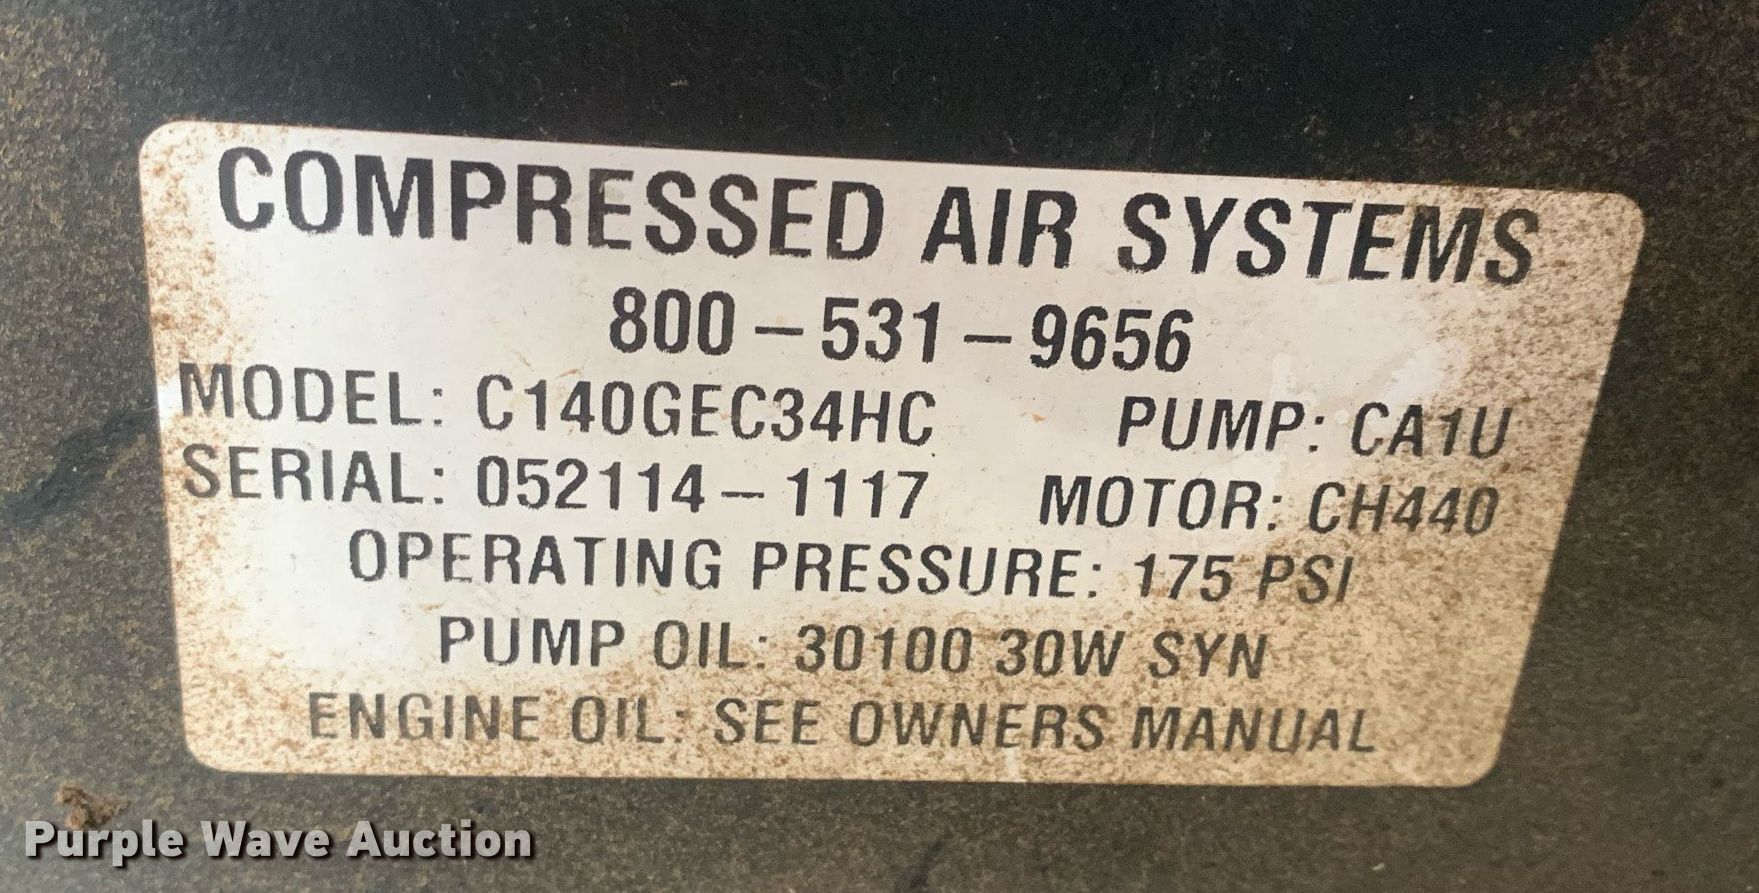 COMPRESSED AIR SYSTEMS
800-531-9656
MODEL: C140GEC34HC PUMP: CA1U
SERIAL: 052114-1117 MOTOR: CH440
OPERATING PRESSURE: 175 PSI
PUMP OIL: 30100 30W SYN
ENGINE OIL: SEE OWNERS MANUAL
Purple Wave Auction